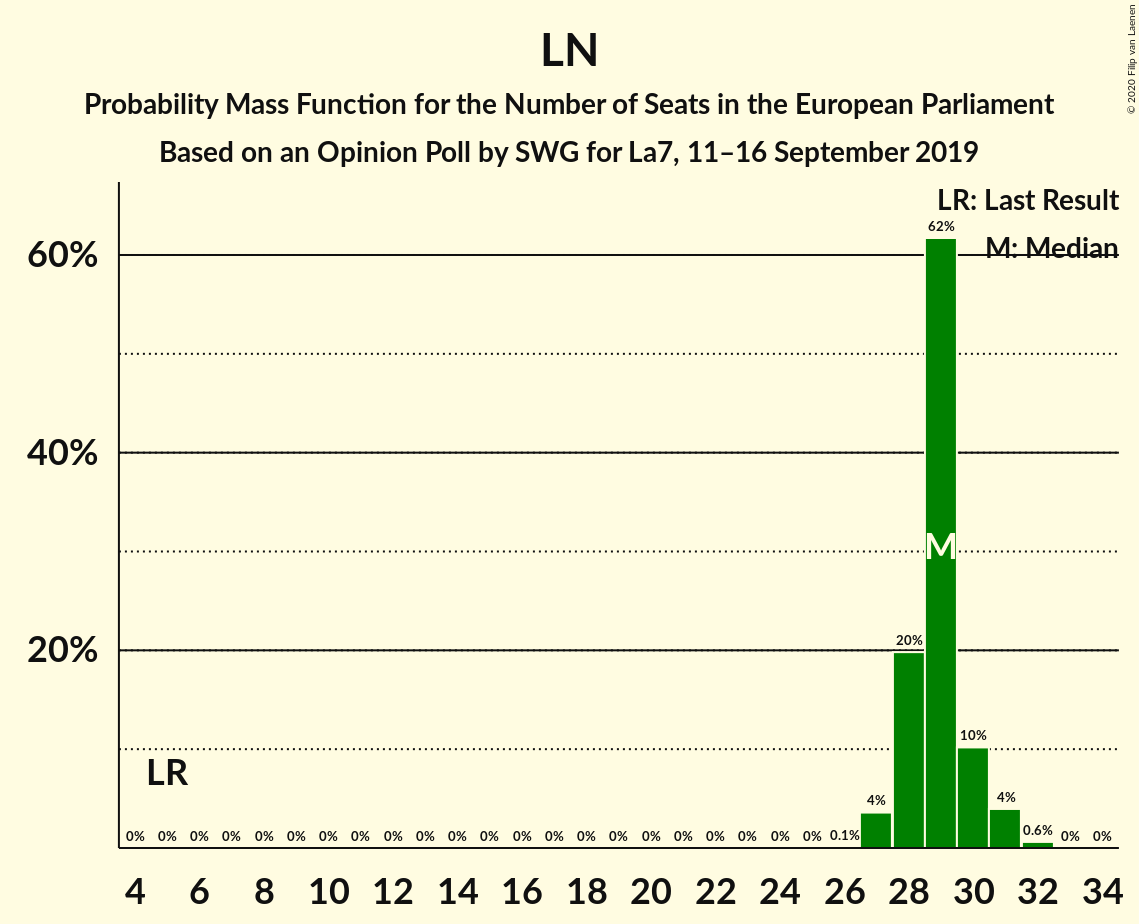 LN
Probability Mass Function for the Number of Seats in the European Parliament
Based on an Opinion Poll by SWG for La7, 11–16 September 2019
© 2020 Filip van Laenen
LR: Last Result
M: Median
60%
40%
20%
62%
M
20%
10%
LR
4%
4%
0% 0% 0% 0% 0% 0% 0% 0% 0% 0% 0% 0% 0% 0% 0% 0% 0% 0% 0% 0% 0% 0% 0.1% 0.6% 0% 0%
4 6 8 10 12 14 16 18 20 22 24 26 28 30 32 34